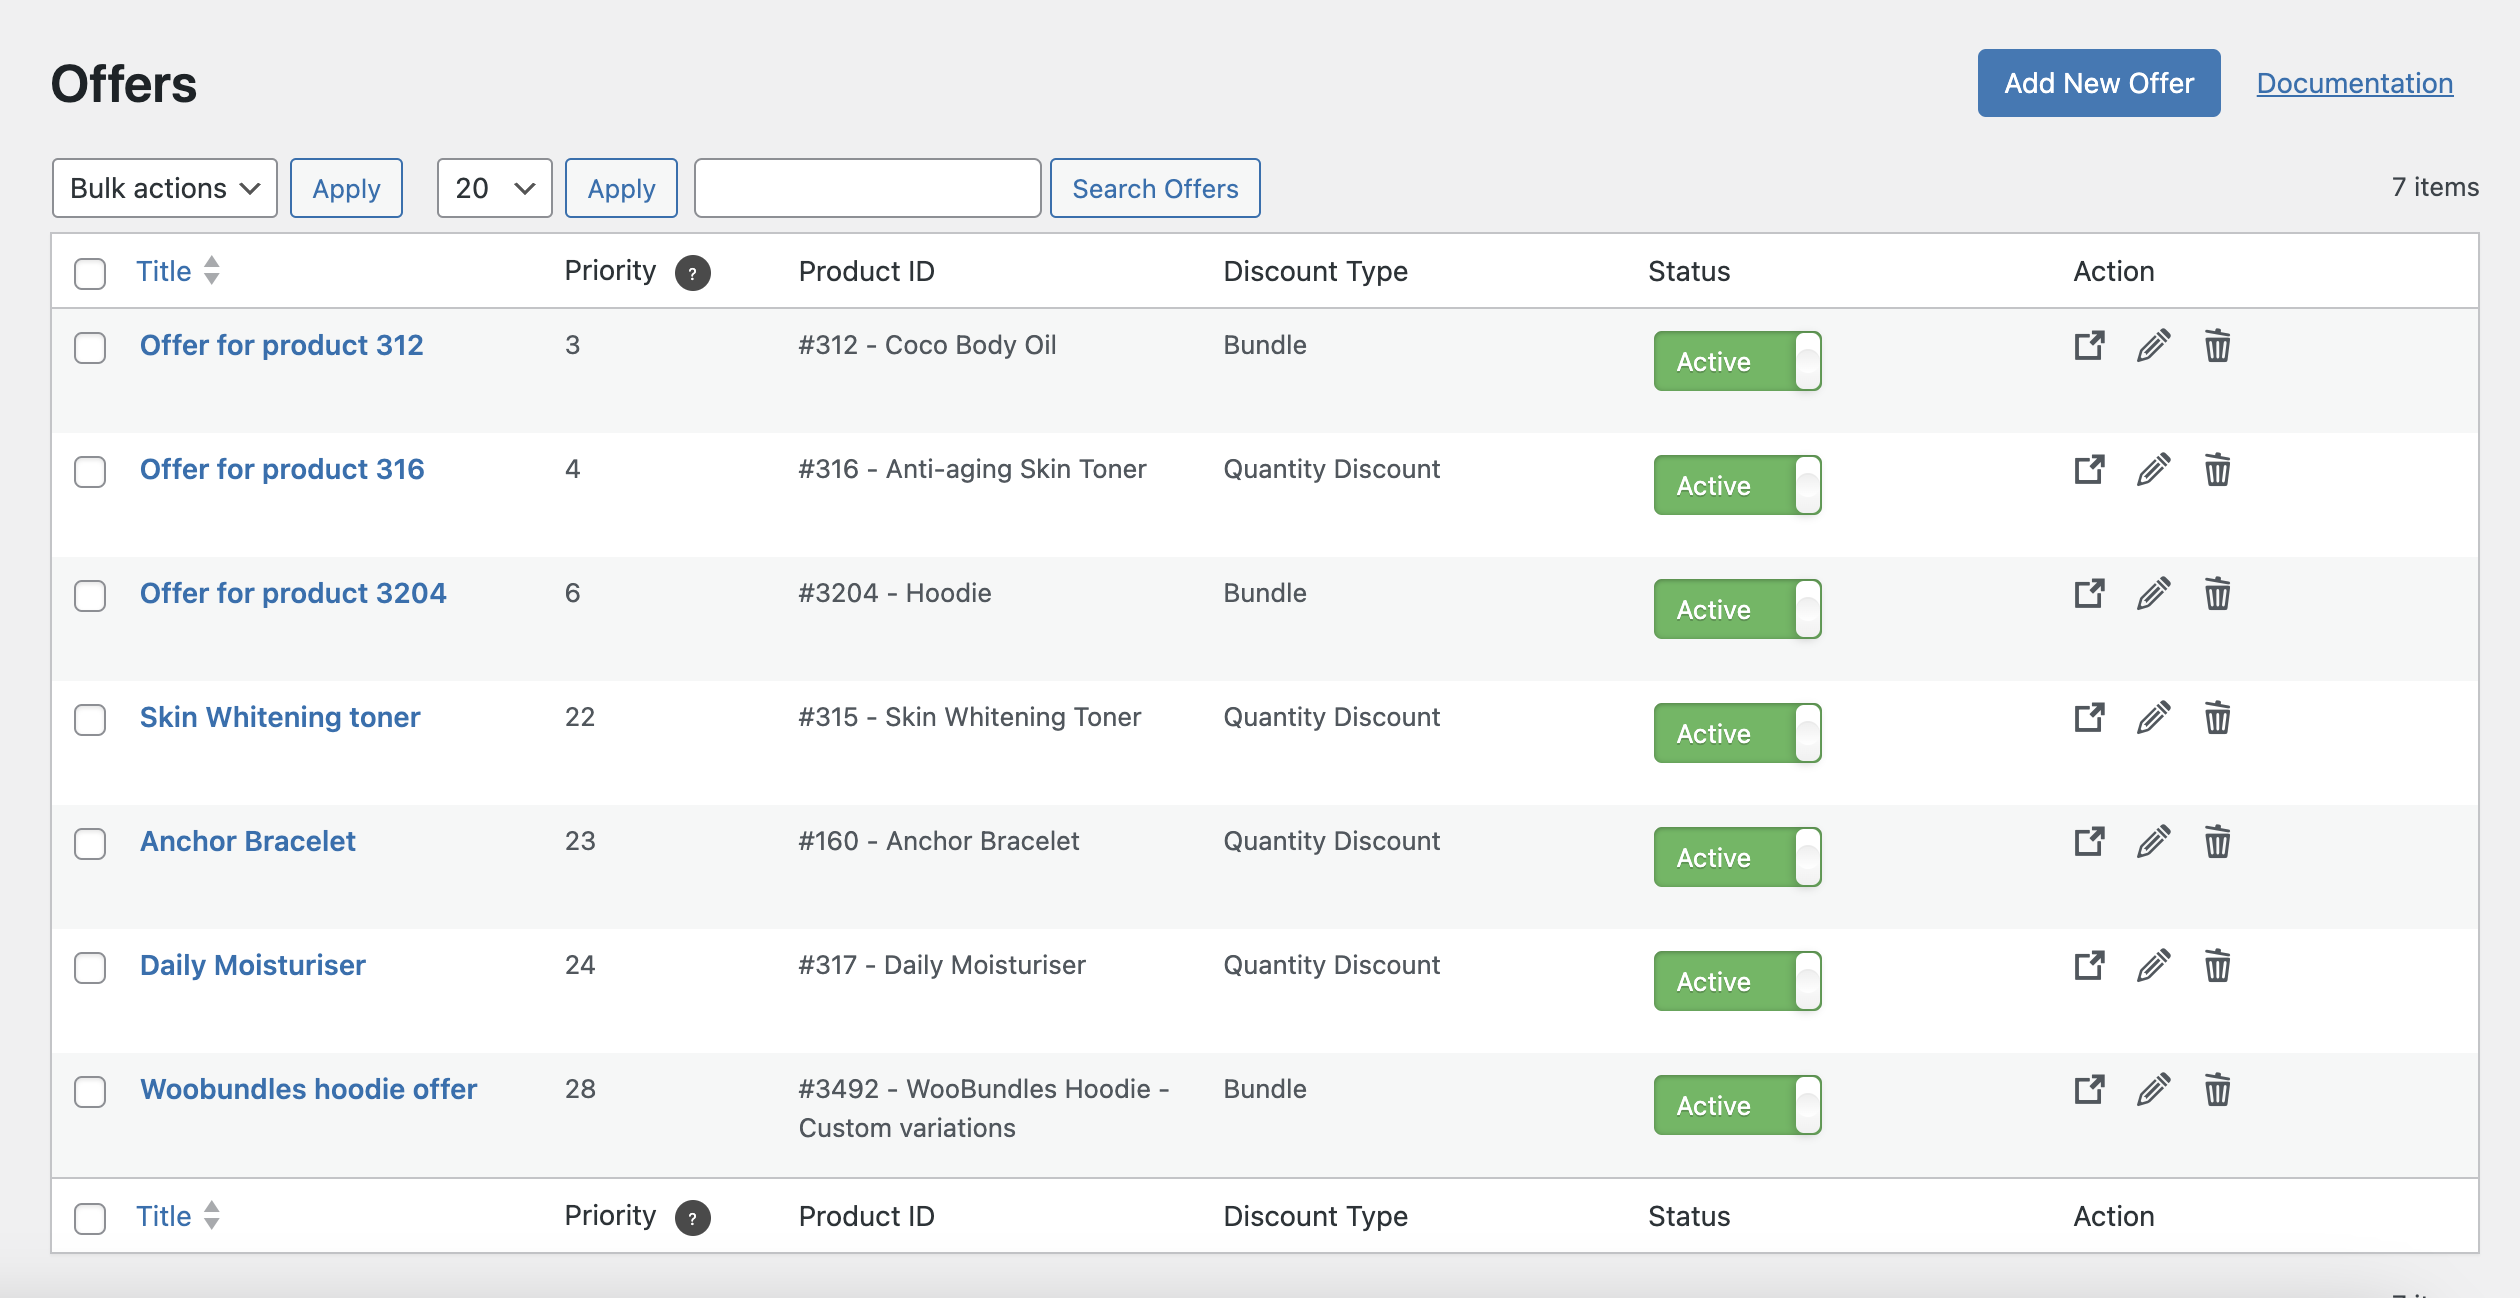 Offers
Add New Offer
Documentation
Bulk actions
Apply
20
Apply
Search Offers
7 items
Title
Priority
?
Product ID
Discount Type
Status
Action
Offer for product 312
3
#312 - Coco Body Oil
Bundle
Active
Offer for product 316
4
#316 - Anti-aging Skin Toner
Quantity Discount
Active
Offer for product 3204
6
#3204 - Hoodie
Bundle
Active
Skin Whitening toner
22
#315 - Skin Whitening Toner
Quantity Discount
Active
Anchor Bracelet
23
#160 - Anchor Bracelet
Quantity Discount
Active
Daily Moisturiser
24
#317 - Daily Moisturiser
Quantity Discount
Active
Woobundles hoodie offer
28
#3492 - WooBundles Hoodie -
Custom variations
Bundle
Active
Title
Priority
?
Product ID
Discount Type
Status
Action